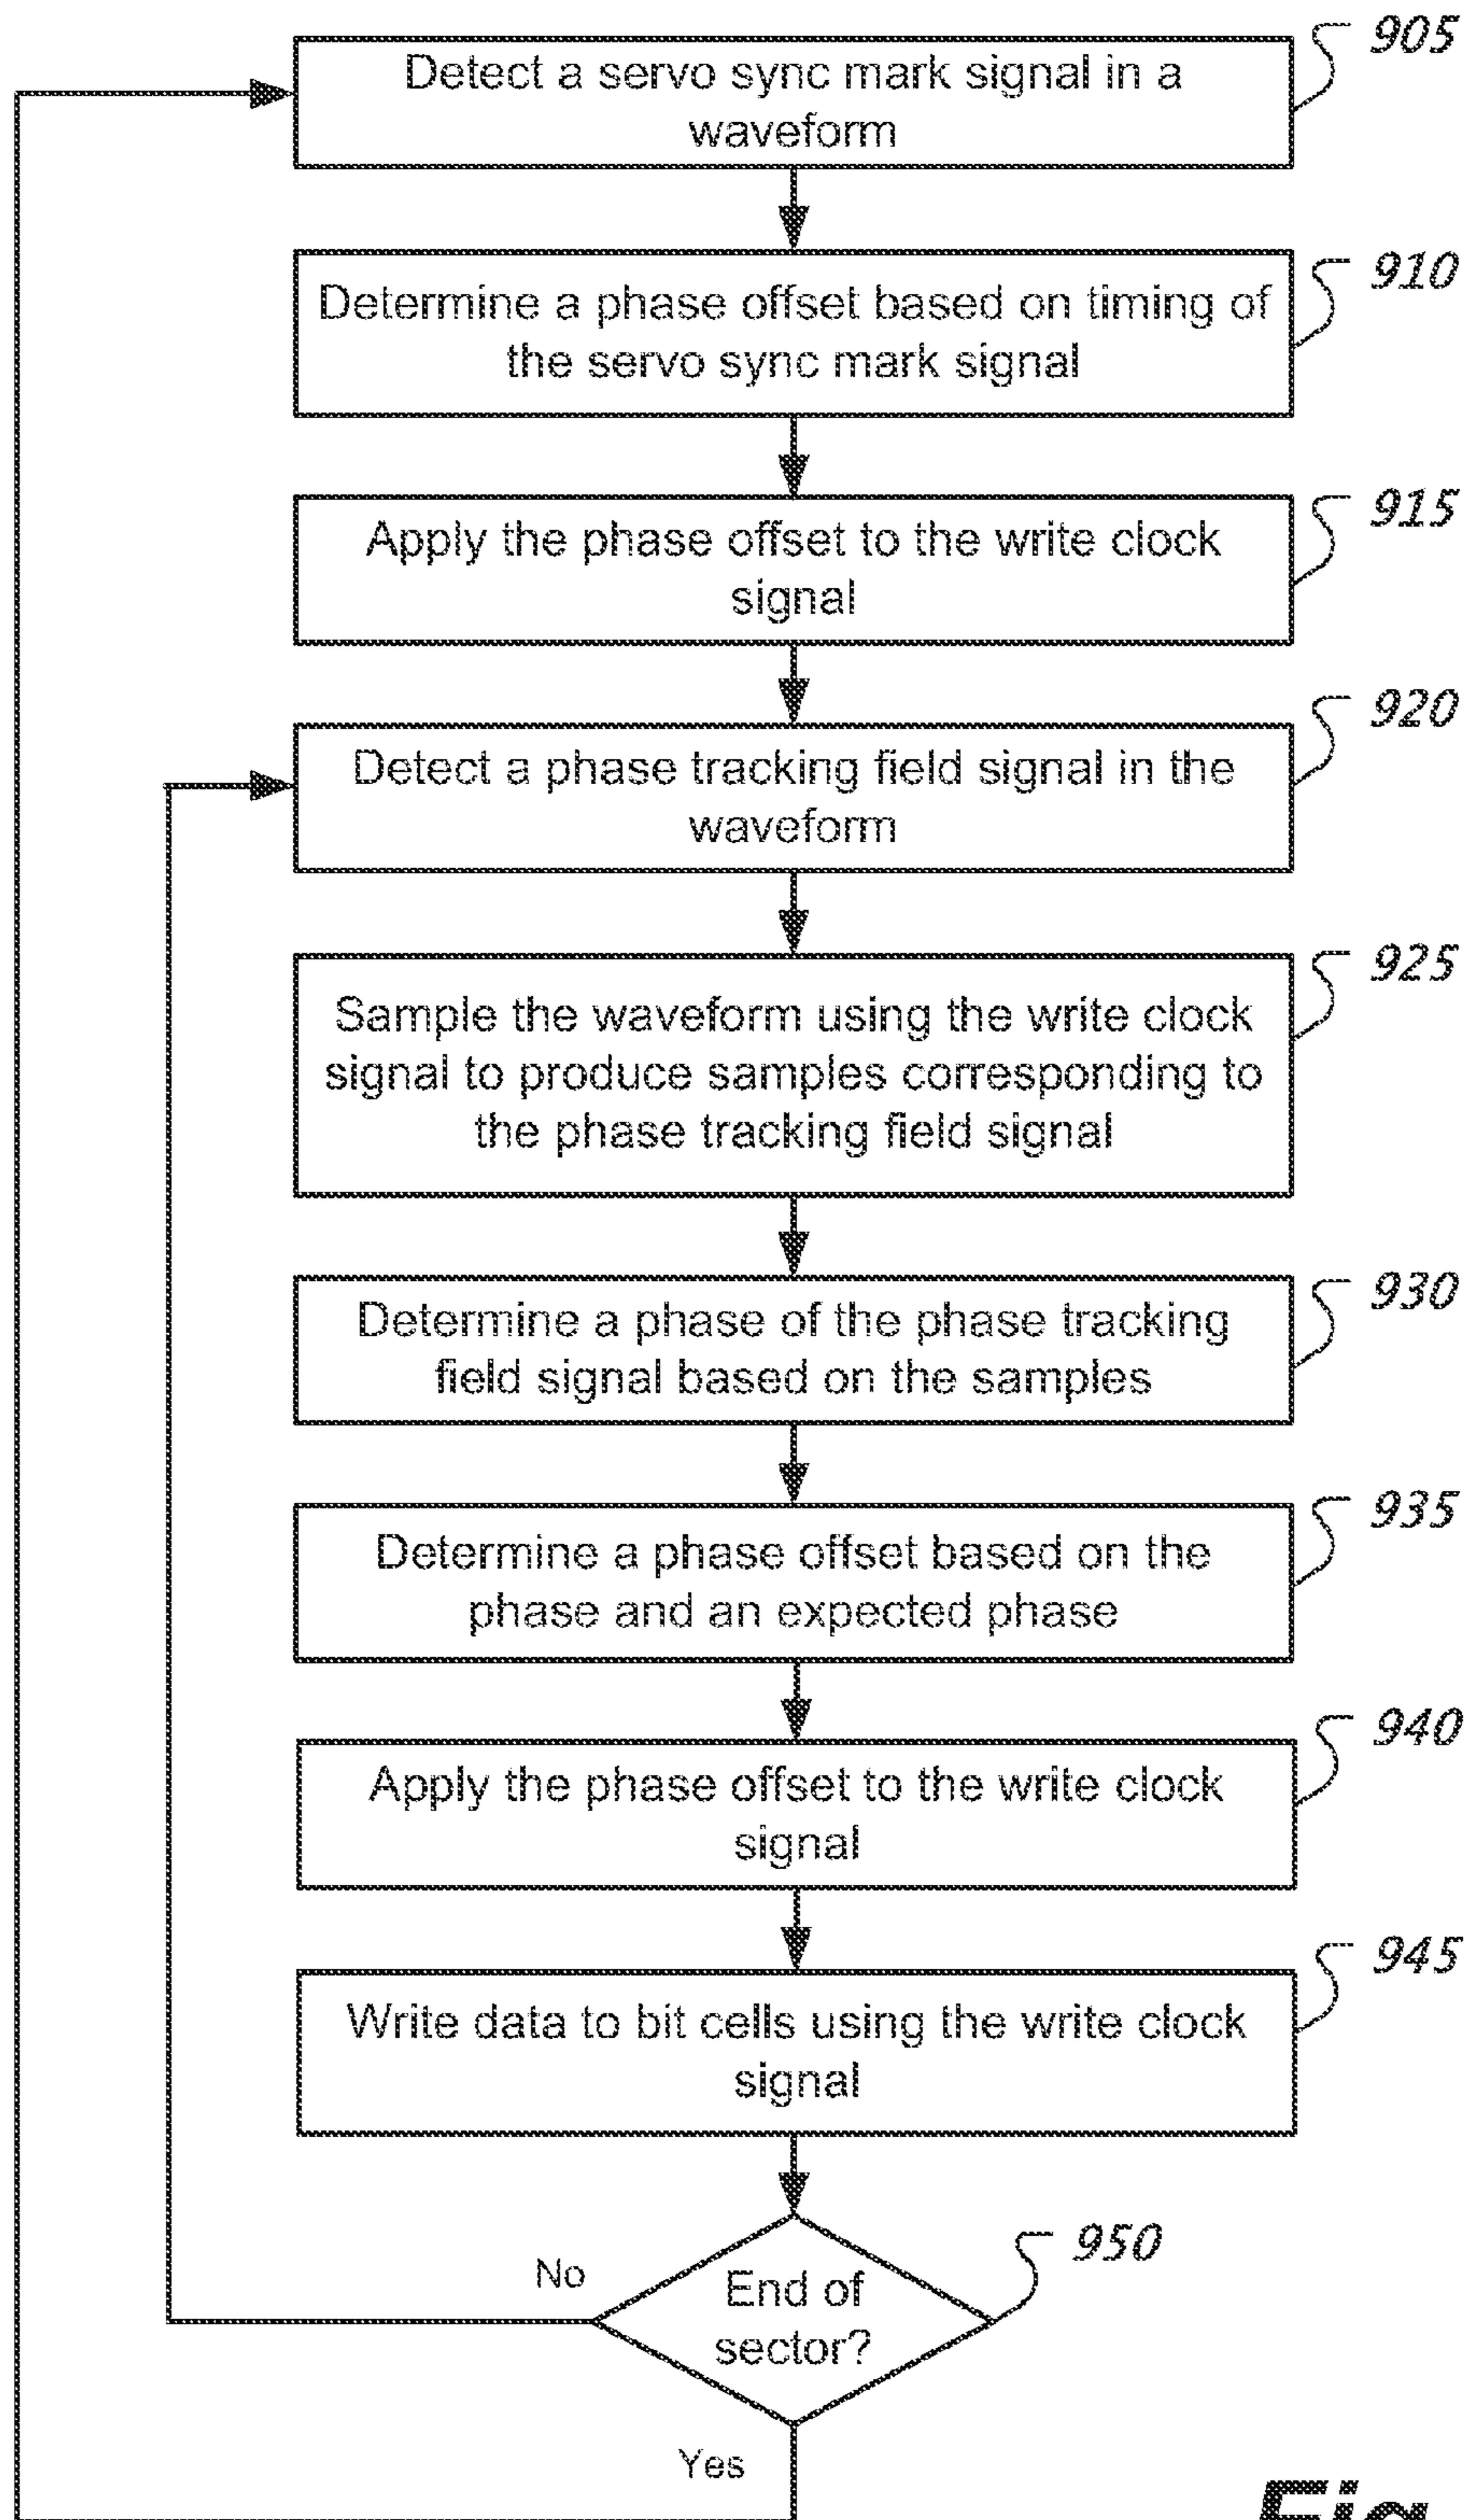 905
Detect a servo sync mark signal in a
waveform
910
Determine a phase offset based on timing of
the servo sync mark signal
915
Apply the phase offset to the write clock
signal
920
Detect a phase tracking field signal in the
waveform
925
Sample the waveform using the write clock
signal to produce samples corresponding to
the phase tracking field signal
930
Determine a phase of the phase tracking
field signal based on the samples
935
Determine a phase offset based on the
phase and an expected phase
940
Apply the phase offset to the write clock
signal
945
Write data to bit cells using the write clock
signal
950
No
End of
sector?
Yes